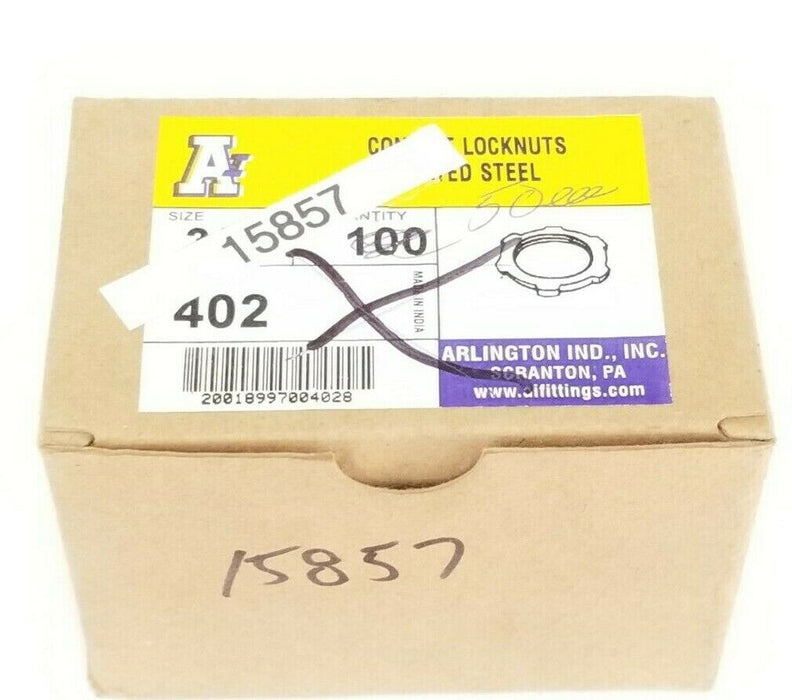 A
CON LOCKNUTS
TED STEEL
SIZE
NTITY
50
15857
100
402
MADE IN INDIA
20018997004028
ARLINGTON IND., INC.
SCRANTON, PA
www.aifittings.com
15857